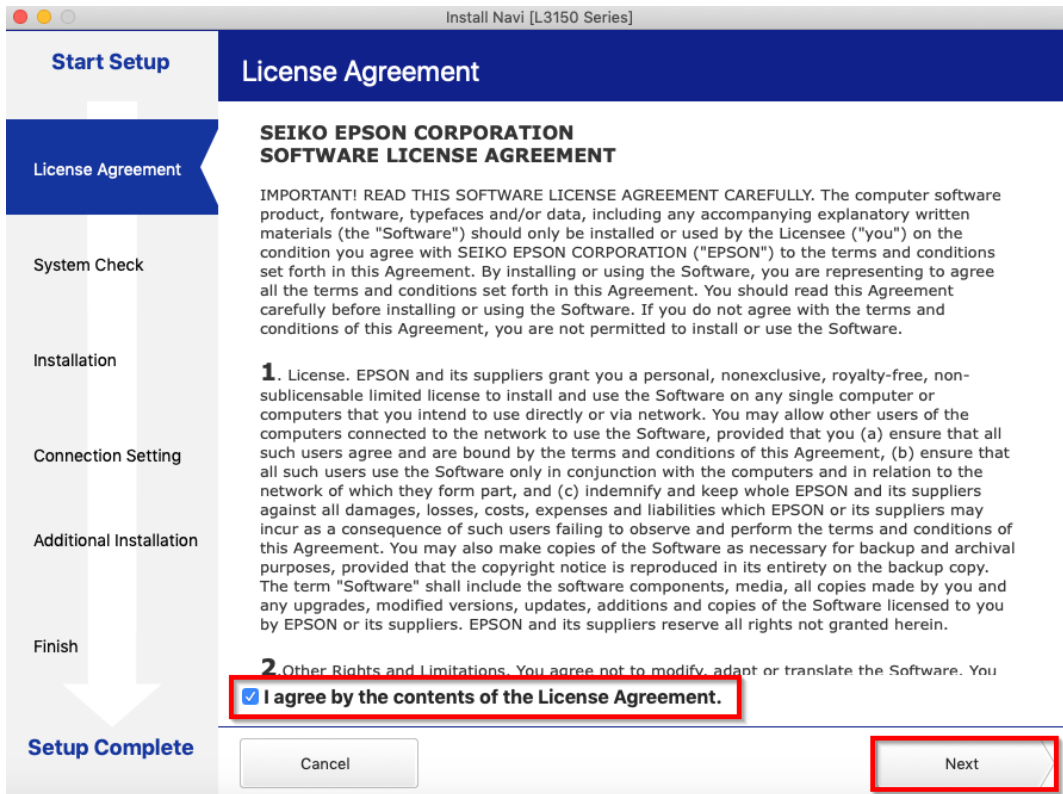 Install Navi [L3150 Series]
Start Setup
License Agreement
System Check
Installation
Connection Setting
Additional Installation
Finish
Setup Complete
License Agreement
SEIKO EPSON CORPORATION
SOFTWARE LICENSE AGREEMENT
IMPORTANT! READ THIS SOFTWARE LICENSE AGREEMENT CAREFULLY. The computer software
product, fontware, typefaces and/or data, including any accompanying explanatory written
materials (the "Software") should only be installed or used by the Licensee ("you") on the
condition you agree with SEIKO EPSON CORPORATION ("EPSON") to the terms and conditions
set forth in this Agreement. By installing or using the Software, you are representing to agree
all the terms and conditions set forth in this Agreement. You should read this Agreement
carefully before installing or using the Software. If you do not agree with the terms and
conditions of this Agreement, you are not permitted to install or use the Software.
1. License. EPSON and its suppliers grant you a personal, nonexclusive, royalty-free, non-
sublicensable limited license to install and use the Software on any single computer or
computers that you intend to use directly or via network. You may allow other users of the
computers connected to the network to use the Software, provided that you (a) ensure that all
such users agree and are bound by the terms and conditions of this Agreement, (b) ensure that
all such users use the Software only in conjunction with the computers and in relation to the
network of which they form part, and (c) indemnify and keep whole EPSON and its suppliers
against all damages, losses, costs, expenses and liabilities which EPSON or its suppliers may
incur as a consequence of such users failing to observe and perform the terms and conditions of
this Agreement. You may also make copies of the Software as necessary for backup and archival
purposes, provided that the copyright notice is reproduced in its entirety on the backup copy.
The term "Software" shall include the software components, media, all copies made by you and
any upgrades, modified versions, updates, additions and copies of the Software licensed to you
by EPSON or its suppliers. EPSON and its suppliers reserve all rights not granted herein.
2.Other Rights and Limitations. You agree not to modify, adapt or translate the Software. You
I agree by the contents of the License Agreement.
Cancel
Next